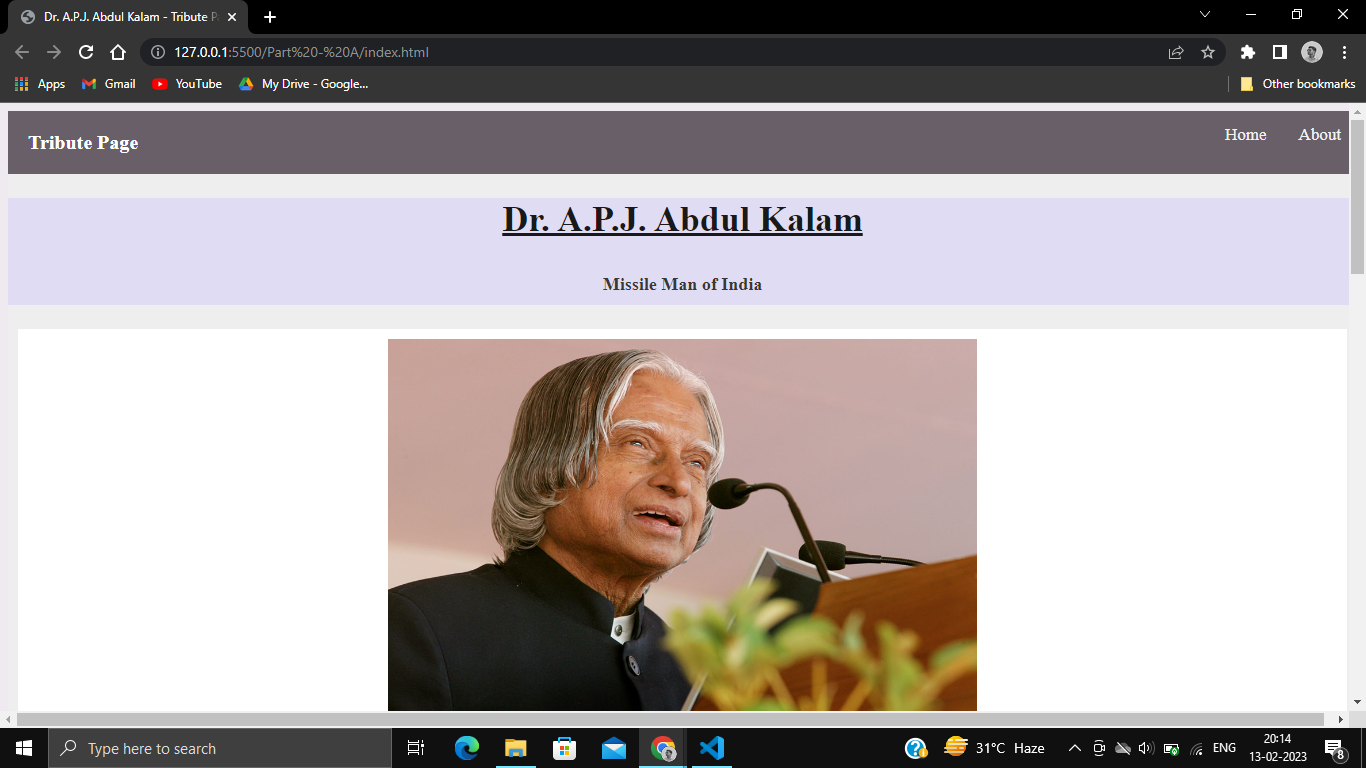 Dr. A.P.J. Abdul Kalam - Tribute P
127.0.0.1:5500/Part%20-%20A/index.html
Apps Gmail YouTube My Drive - Google... Other bookmarks
Tribute Page Home About
Dr. A.P.J. Abdul Kalam
Missile Man of India
Type here to search
31°C Haze
ENG
20:14
13-02-2023
8